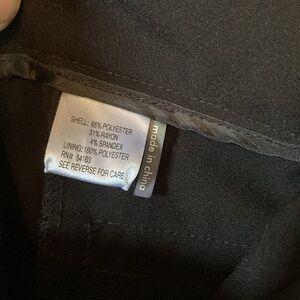 SHELL: 65% POLYESTER
31% RAYON
4% SPANDEX
LINING: 100% POLYESTER
RN# 54163
SEE REVERSE FOR CARE
made in china